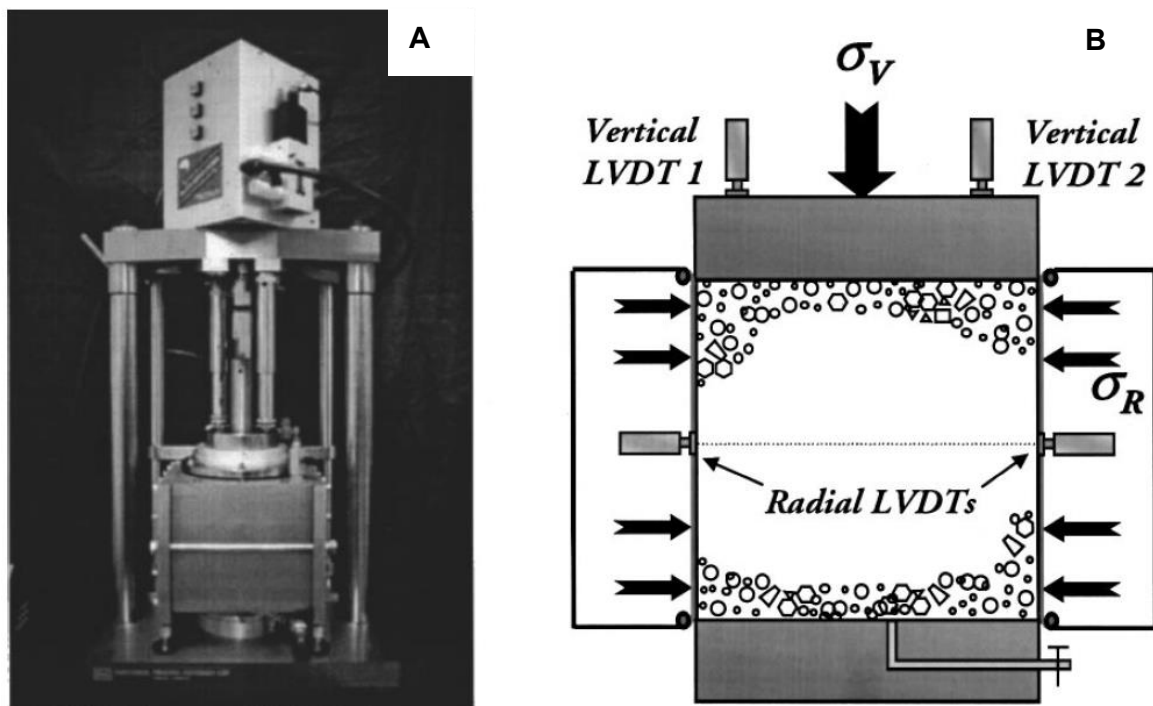 A
B
σV
Vertical
LVDT 1
Vertical
LVDT 2
σR
Radial LVDTs